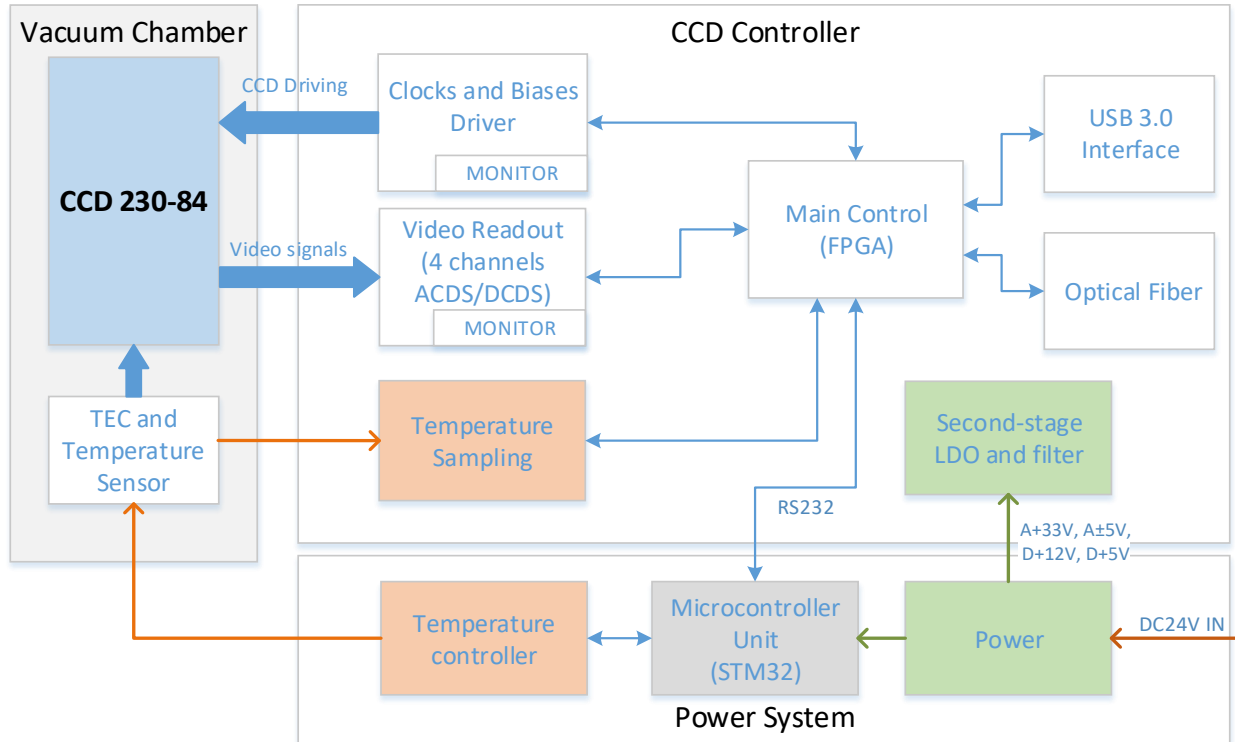 Vacuum Chamber
CCD Controller
CCD 230-84
CCD Driving
Clocks and Biases
Driver
MONITOR
USB 3.0
Interface
Video signals
Video Readout
(4 channels
ACDS/DCDS)
MONITOR
Main Control
(FPGA)
Optical Fiber
TEC and
Temperature
Sensor
Temperature
Sampling
Second-stage
LDO and filter
RS232
A+33V, A±5V,
D+12V, D+5V
Temperature
controller
Microcontroller
Unit
(STM32)
Power
DC24V IN
Power System